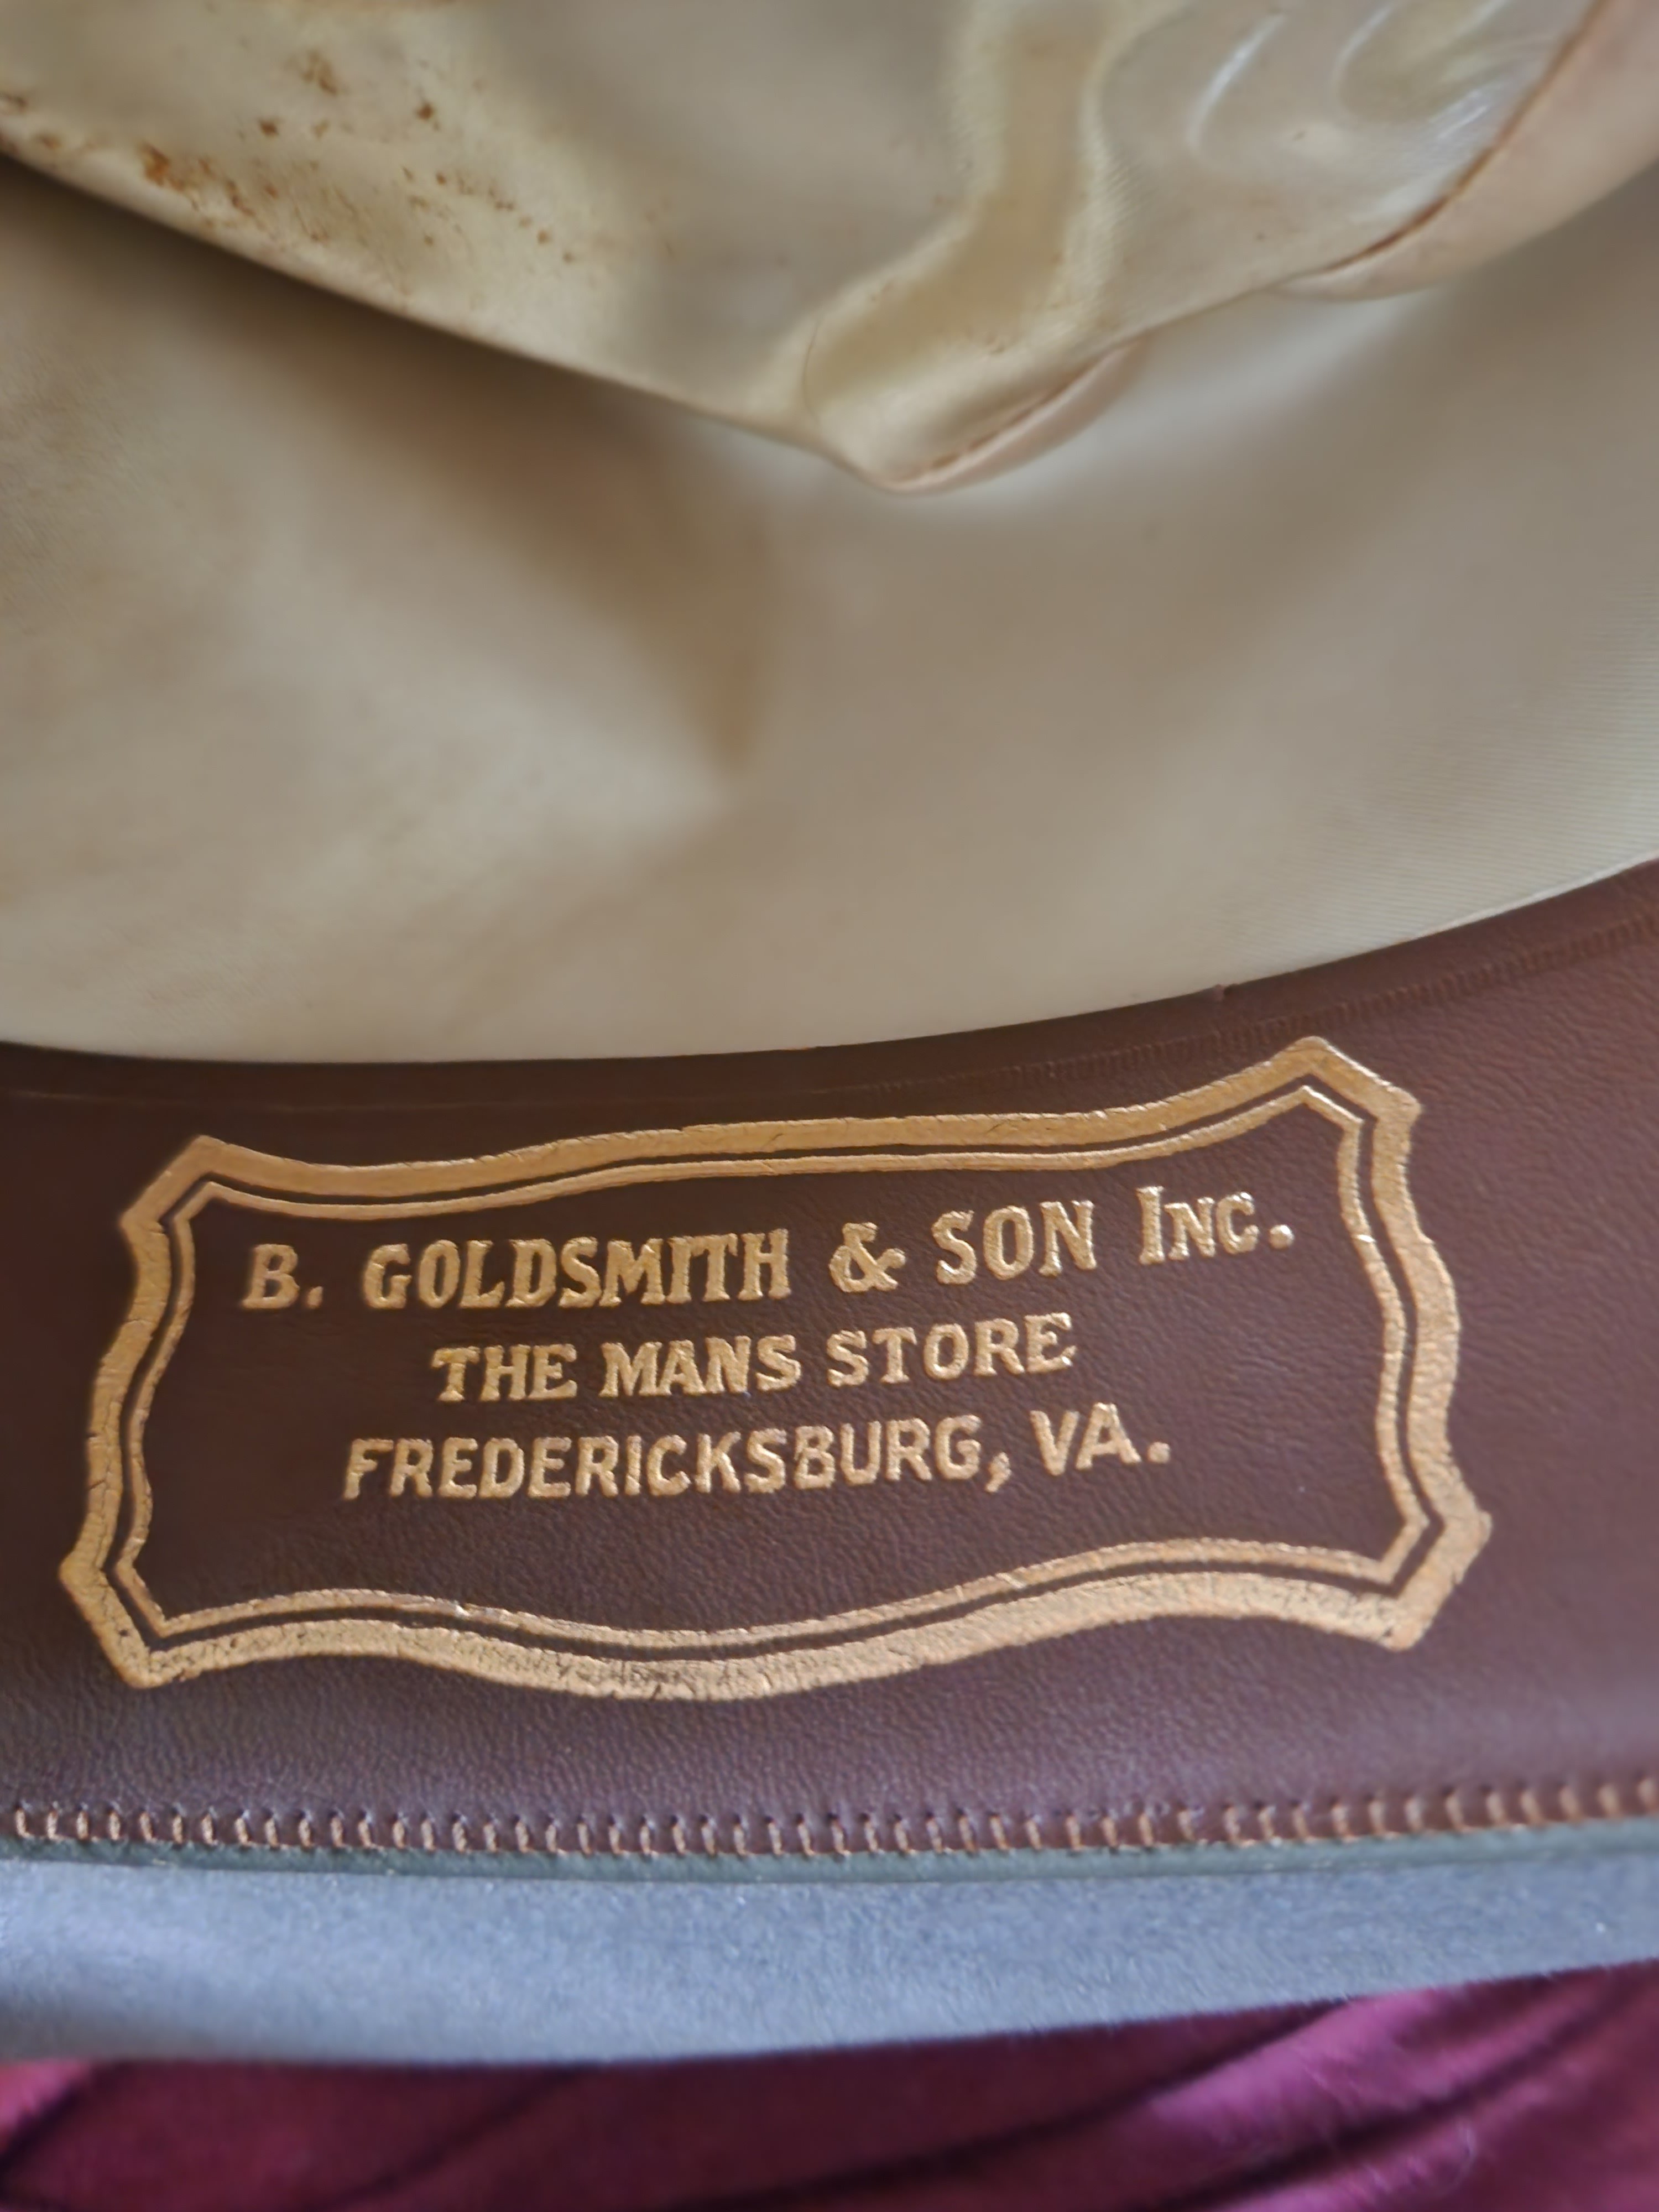 B. GOLDSMITH & SON INC.
THE MANS STORE
FREDERICKSBURG, VA.